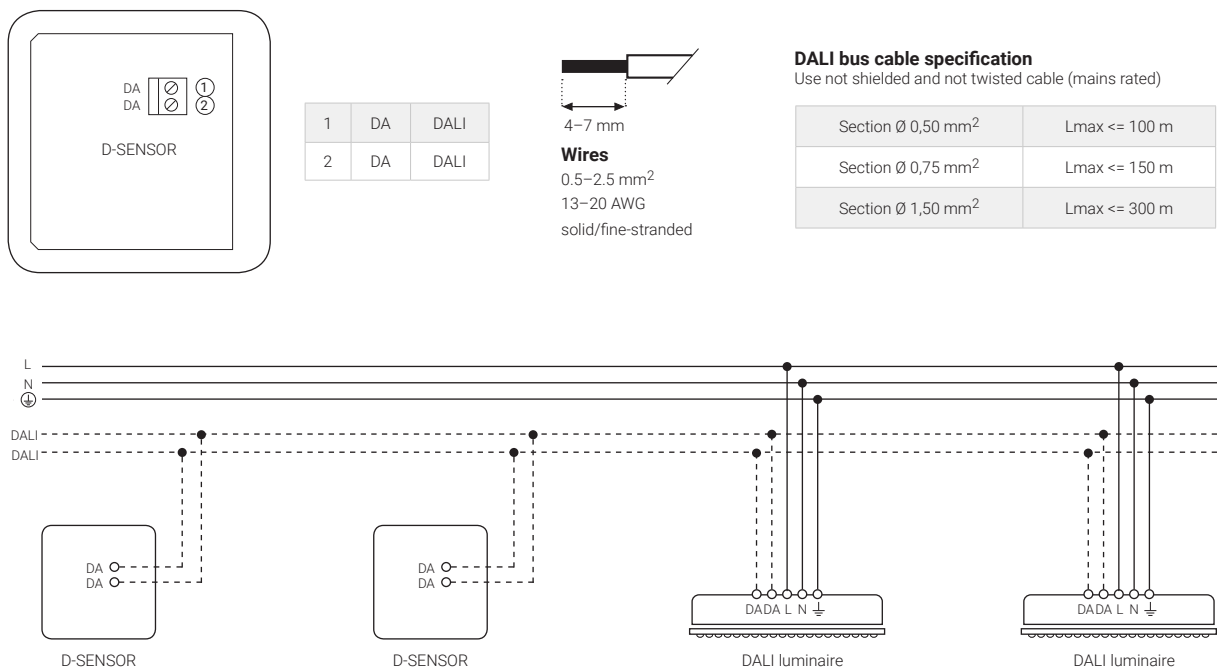 DA
DA
1
2
D-SENSOR
1 DA DALI
2 DA DALI
4–7 mm
Wires
0.5–2.5 mm²
13–20 AWG
solid/fine-stranded
DALI bus cable specification
Use not shielded and not twisted cable (mains rated)
Section Ø 0,50 mm² Lmax <= 100 m
Section Ø 0,75 mm² Lmax <= 150 m
Section Ø 1,50 mm² Lmax <= 300 m
L
N
DALI
DALI
DA
DA
D-SENSOR
DA
DA
D-SENSOR
DA DA L N
DALI luminaire
DA DA L N
DALI luminaire